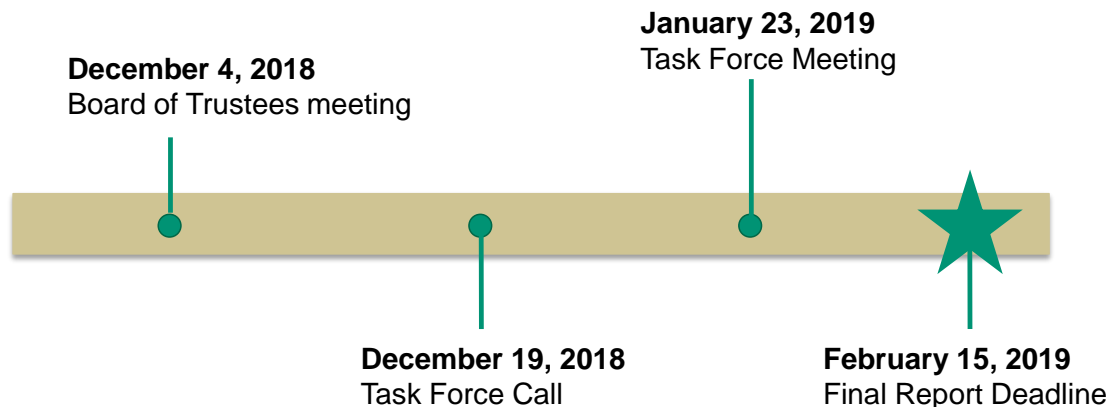 December 4, 2018
Board of Trustees meeting
December 19, 2018
Task Force Call
January 23, 2019
Task Force Meeting
February 15, 2019
Final Report Deadline